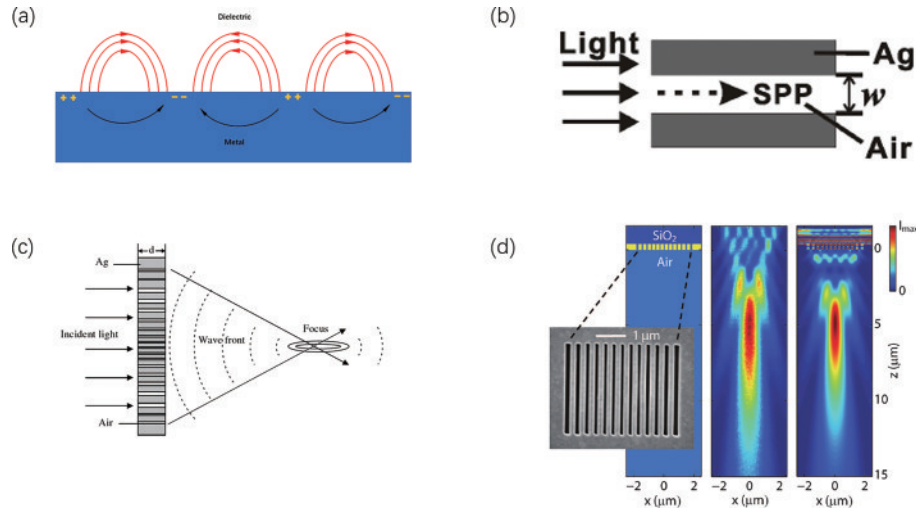 (a)
Dielectric
++
--
++
--
Metal
(b)
Light
Ag
SPP
w
Air
(c)
d
Ag
Incident light
Wave front
Focus
Air
(d)
SiO2
Air
1 μm
Imax
0
0
5
10
15
z (μm)
-2 0 2
x (μm)
-2 0 2
x (μm)
-2 0 2
x (μm)